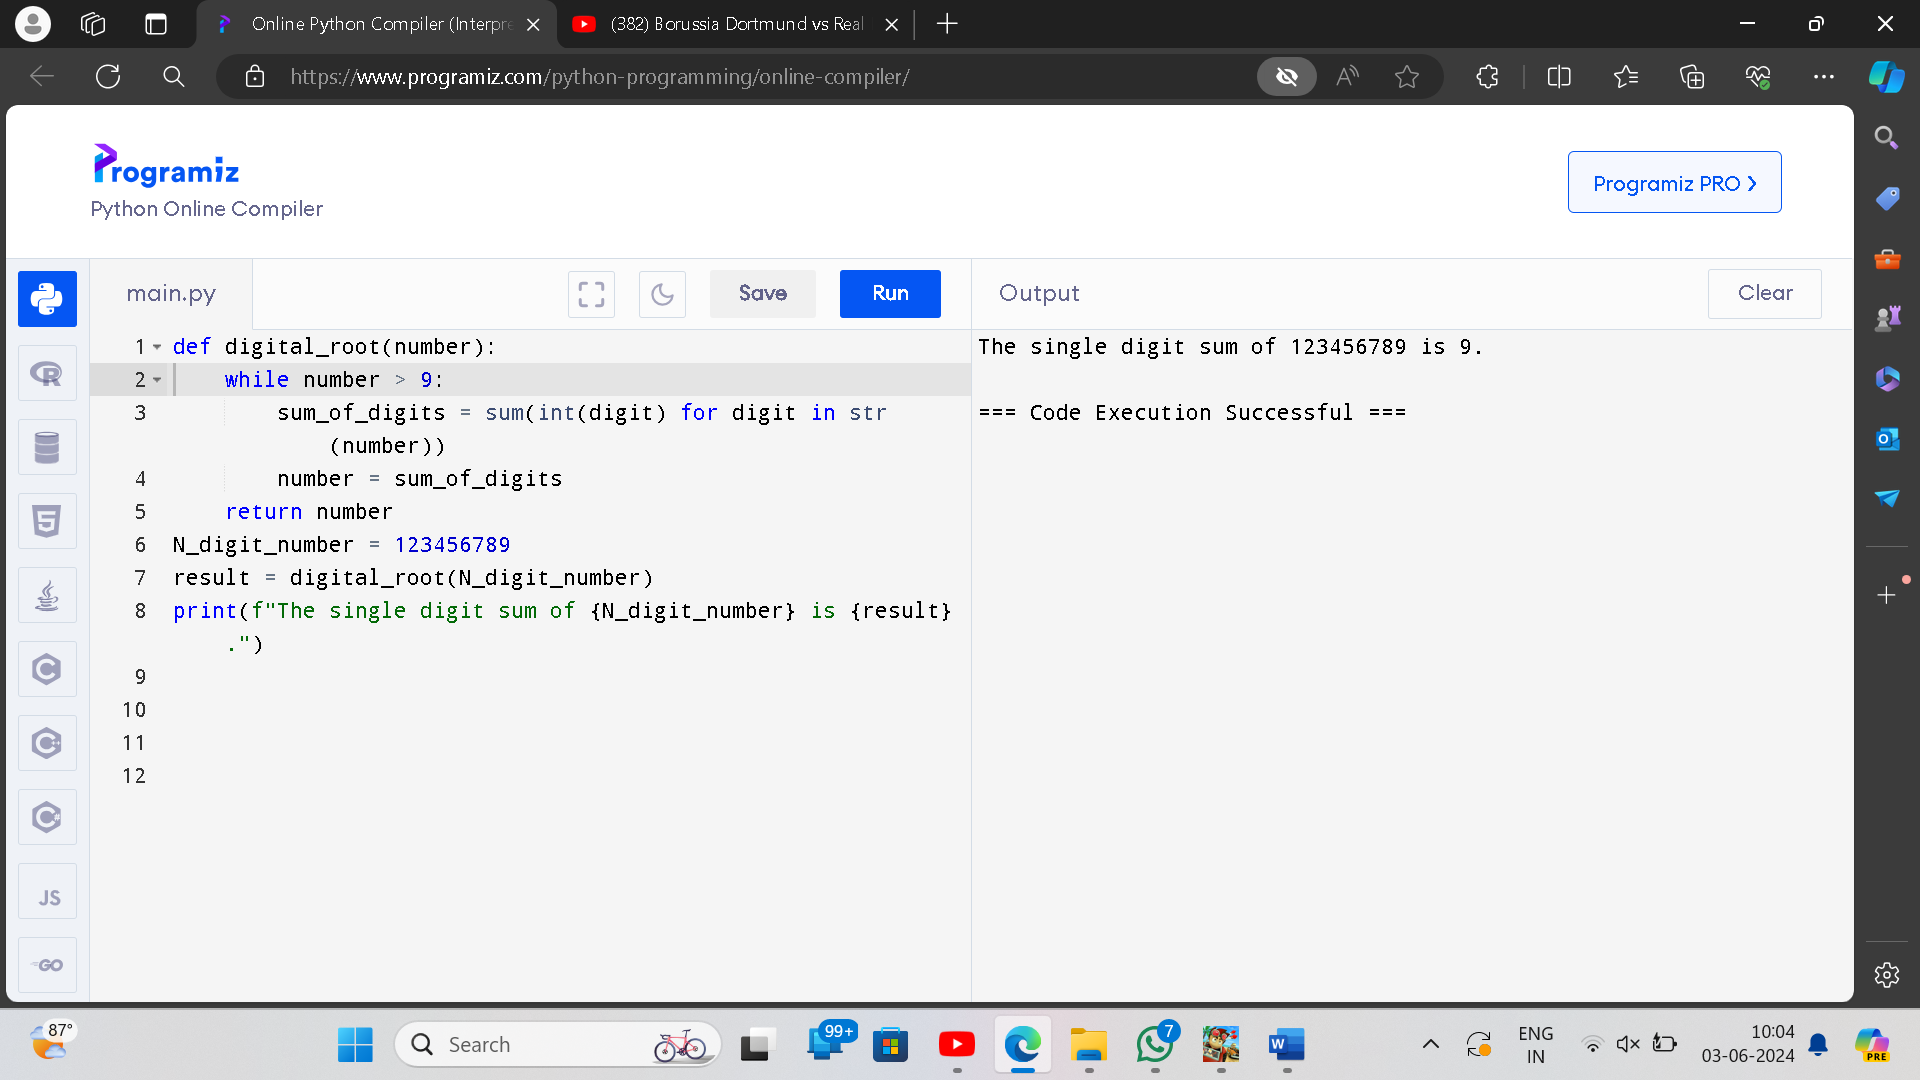 Online Python Compiler (Interpre
(382) Borussia Dortmund vs Real
https://www.programiz.com/python-programming/online-compiler/
Programiz
Python Online Compiler
Programiz PRO
main.py
Save
Run
Output
Clear
1 def digital_root(number):
2 while number > 9:
3 sum_of_digits = sum(int(digit) for digit in str
(number))
4 number = sum_of_digits
5 return number
6 N_digit_number = 123456789
7 result = digital_root(N_digit_number)
8 print(f"The single digit sum of {N_digit_number} is {result}
.")
9
10
11
12
The single digit sum of 123456789 is 9.
=== Code Execution Successful ===
R
5
C
C++
C#
JS
GO
87°
Search
99+
7
W
ENG
IN
10:04
03-06-2024
PRE